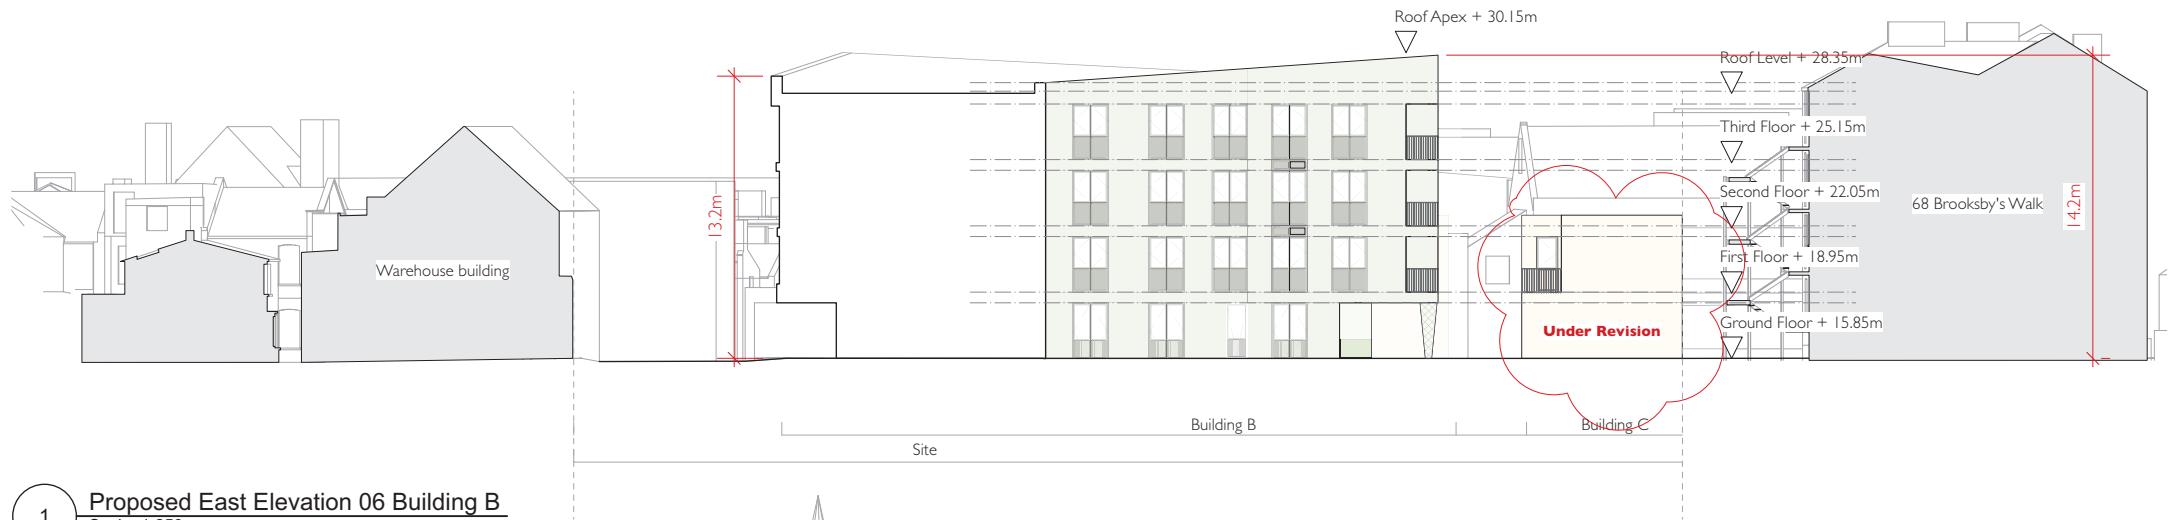 Roof Apex + 30.15m
Roof Level + 28.35m
Third Floor + 25.15m
Second Floor + 22.05m
68 Brooksby's Walk
14.2m
13.2m
Warehouse building
First Floor + 18.95m
Under Revision
Ground Floor + 15.85m
Building B
Building C
Site
1
Proposed East Elevation 06 Building B